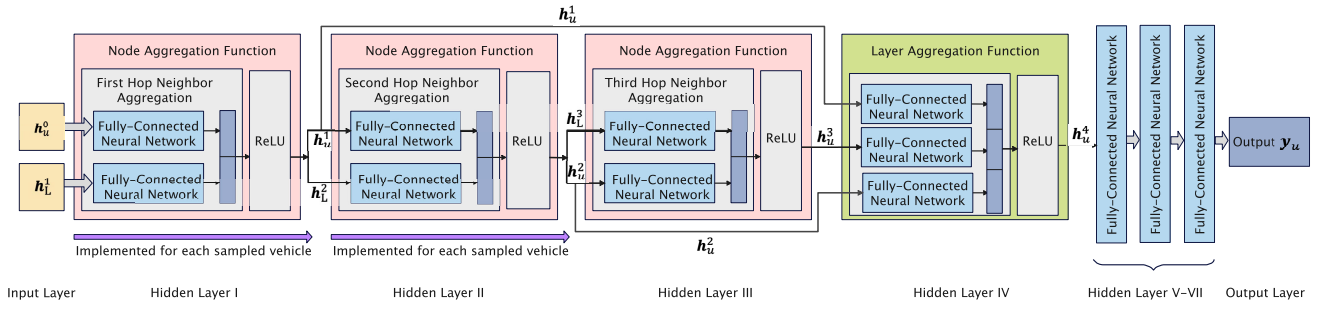 h_u^1
Node Aggregation Function
Node Aggregation Function
Node Aggregation Function
Layer Aggregation Function
First Hop Neighbor
Aggregation
Second Hop Neighbor
Aggregation
Third Hop Neighbor
Aggregation
h_u^0
h_L^1
Fully-Connected
Neural Network
Fully-Connected
Neural Network
ReLU
h_u^1
h_L^2
Fully-Connected
Neural Network
Fully-Connected
Neural Network
ReLU
h_L^3
h_u^2
Fully-Connected
Neural Network
Fully-Connected
Neural Network
ReLU
h_u^3
Fully-Connected
Neural Network
Fully-Connected
Neural Network
Fully-Connected
Neural Network
ReLU
h_u^4
Fully-Connected Neural Network
Fully-Connected Neural Network
Fully-Connected Neural Network
Output y_u
h_u^2
Implemented for each sampled vehicle
Implemented for each sampled vehicle
Input Layer
Hidden Layer I
Hidden Layer II
Hidden Layer III
Hidden Layer IV
Hidden Layer V-VII
Output Layer